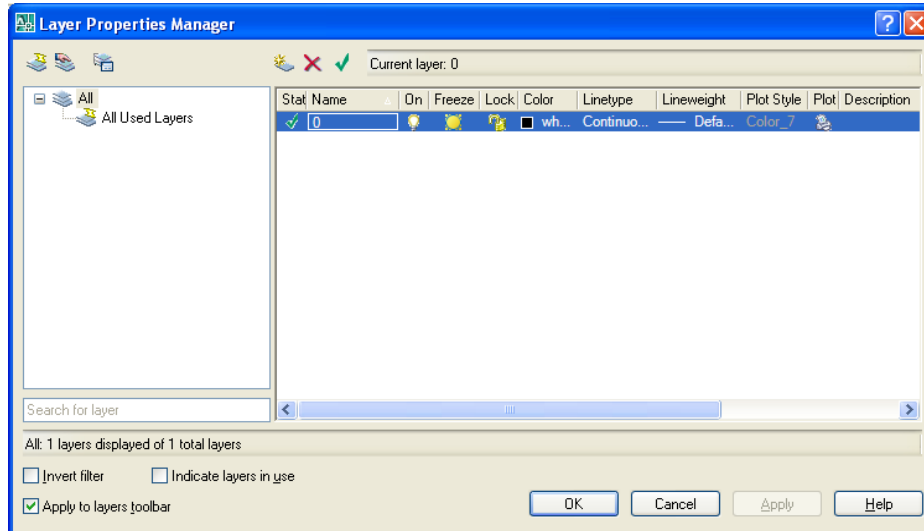 Layer Properties Manager
Current layer: 0
All
All Used Layers
Stat Name On Freeze Lock Color Linetype Lineweight Plot Style Plot Description
0 wh... Continuo... Defa... Color_7
Search for layer
All: 1 layers displayed of 1 total layers
Invert filter Indicate layers in use
Apply to layers toolbar OK Cancel Apply Help